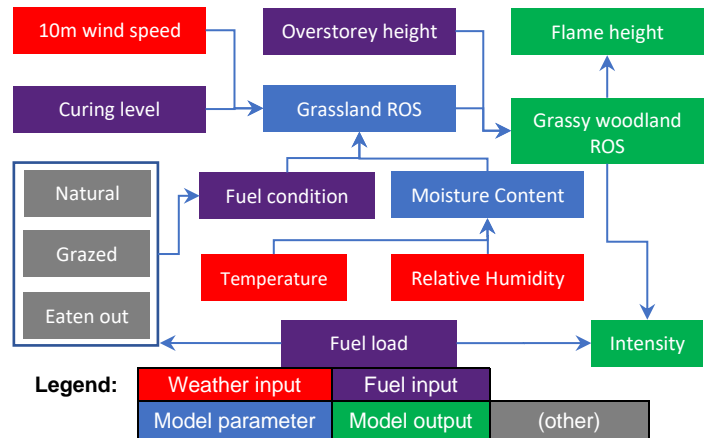 10m wind speed
Overstorey height
Flame height
Curing level
Grassland ROS
Grassy woodland
ROS
Natural
Fuel condition
Moisture Content
Grazed
Temperature
Relative Humidity
Eaten out
Fuel load
Intensity
Legend:
Weather input
Fuel input
Model parameter
Model output
(other)